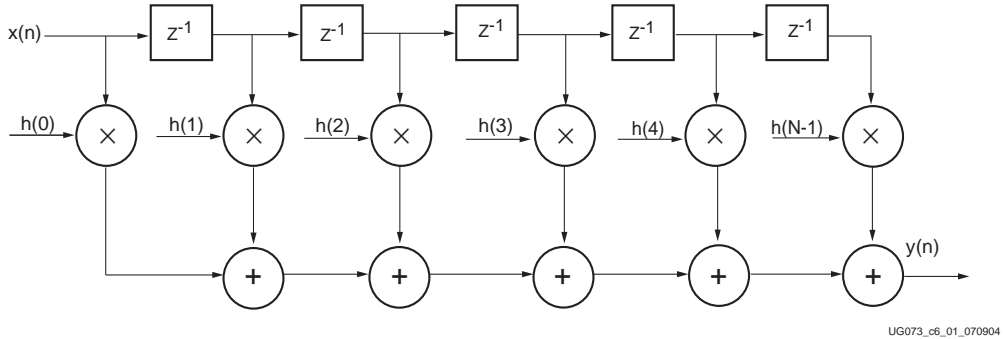 x(n)
Z-1
Z-1
Z-1
Z-1
Z-1
h(0)
×
h(1)
×
h(2)
×
h(3)
×
h(4)
×
h(N-1)
×
+
+
+
+
+
y(n)
UG073_c6_01_070904